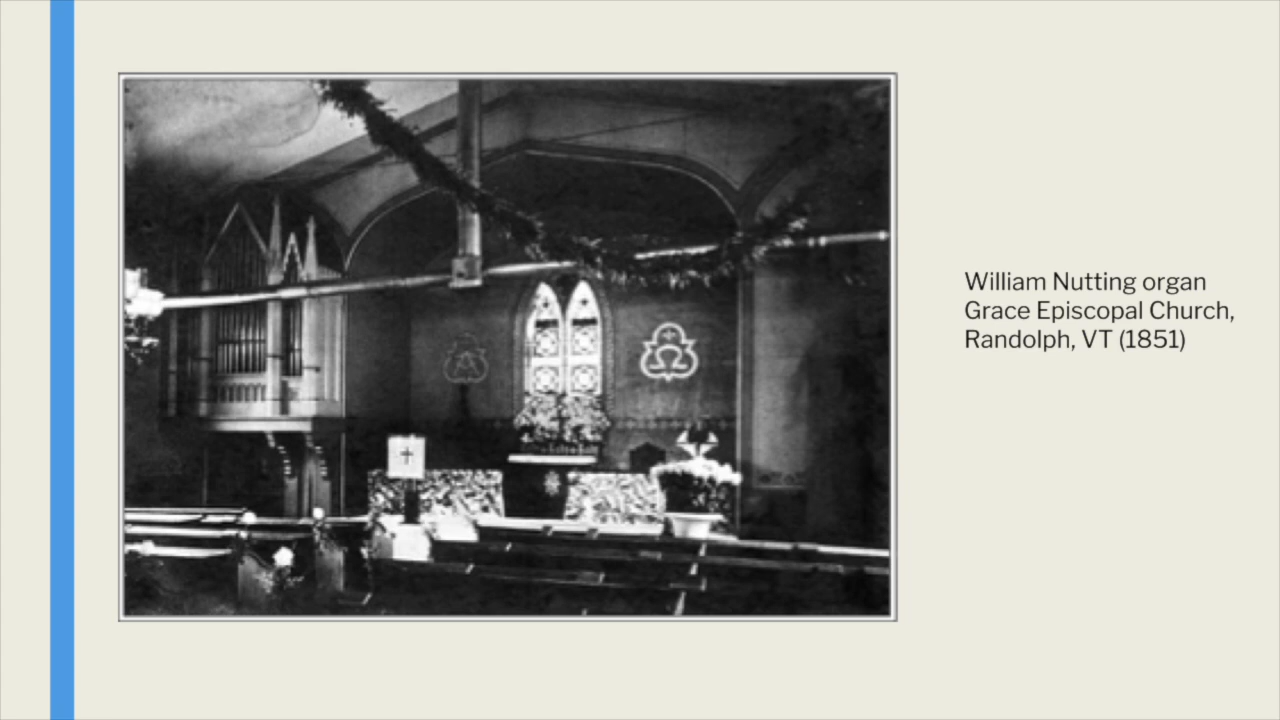 William Nutting organ
Grace Episcopal Church,
Randolph, VT (1851)
A
Ω